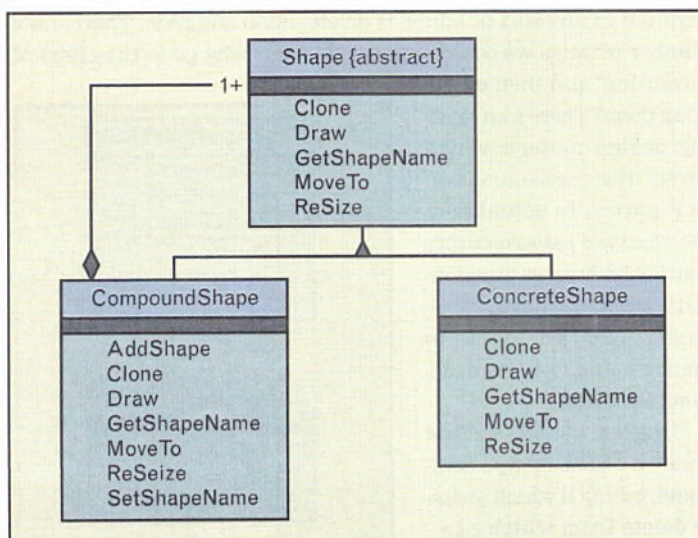 Shape {abstract}
1+
Clone
Draw
GetShapeName
MoveTo
ReSize
CompoundShape
AddShape
Clone
Draw
GetShapeName
MoveTo
ReSeize
SetShapeName
ConcreteShape
Clone
Draw
GetShapeName
MoveTo
ReSize